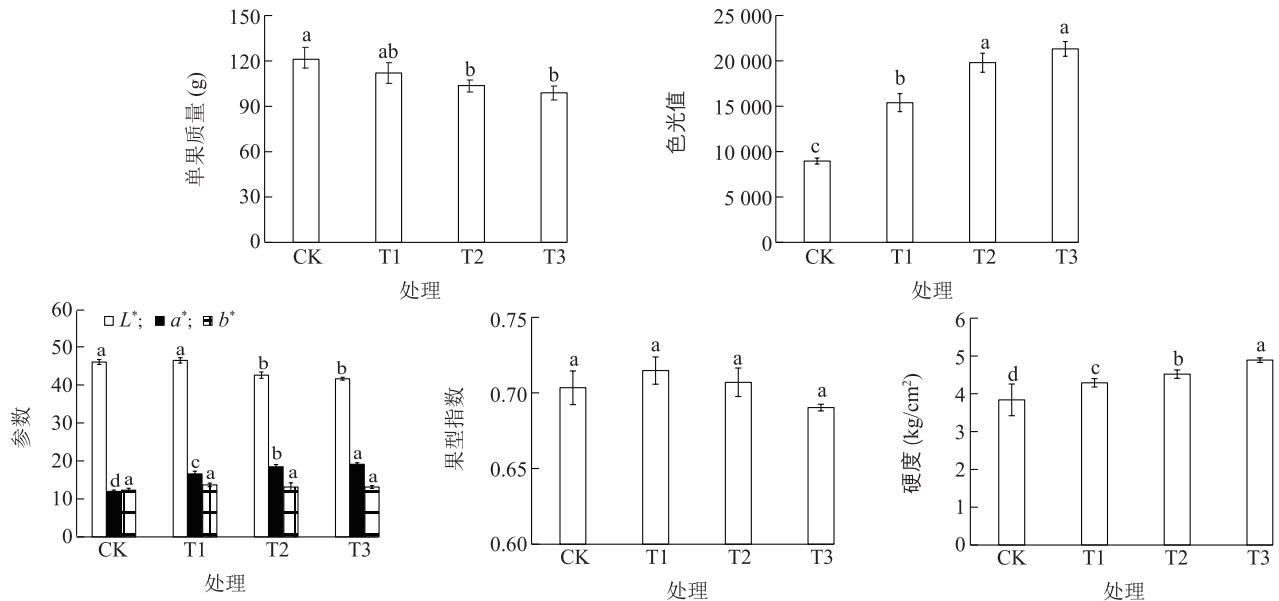 150
120
90
60
30
0
单果质量 (g)
a
ab
b
b
CK T1 T2 T3
处理
25 000
20 000
15 000
10 000
5 000
0
色光值
c
b
a
a
CK T1 T2 T3
处理
60
50
40
30
20
10
0
参数
L*; a*; b*
a a b b
d a c a b a a a
CK T1 T2 T3
处理
0.75
0.70
0.65
0.60
果型指数
a
a
a
a
CK T1 T2 T3
处理
6
5
4
3
4
1
0
硬度 (kg/cm²)
d
c
b
a
CK T1 T2 T3
处理